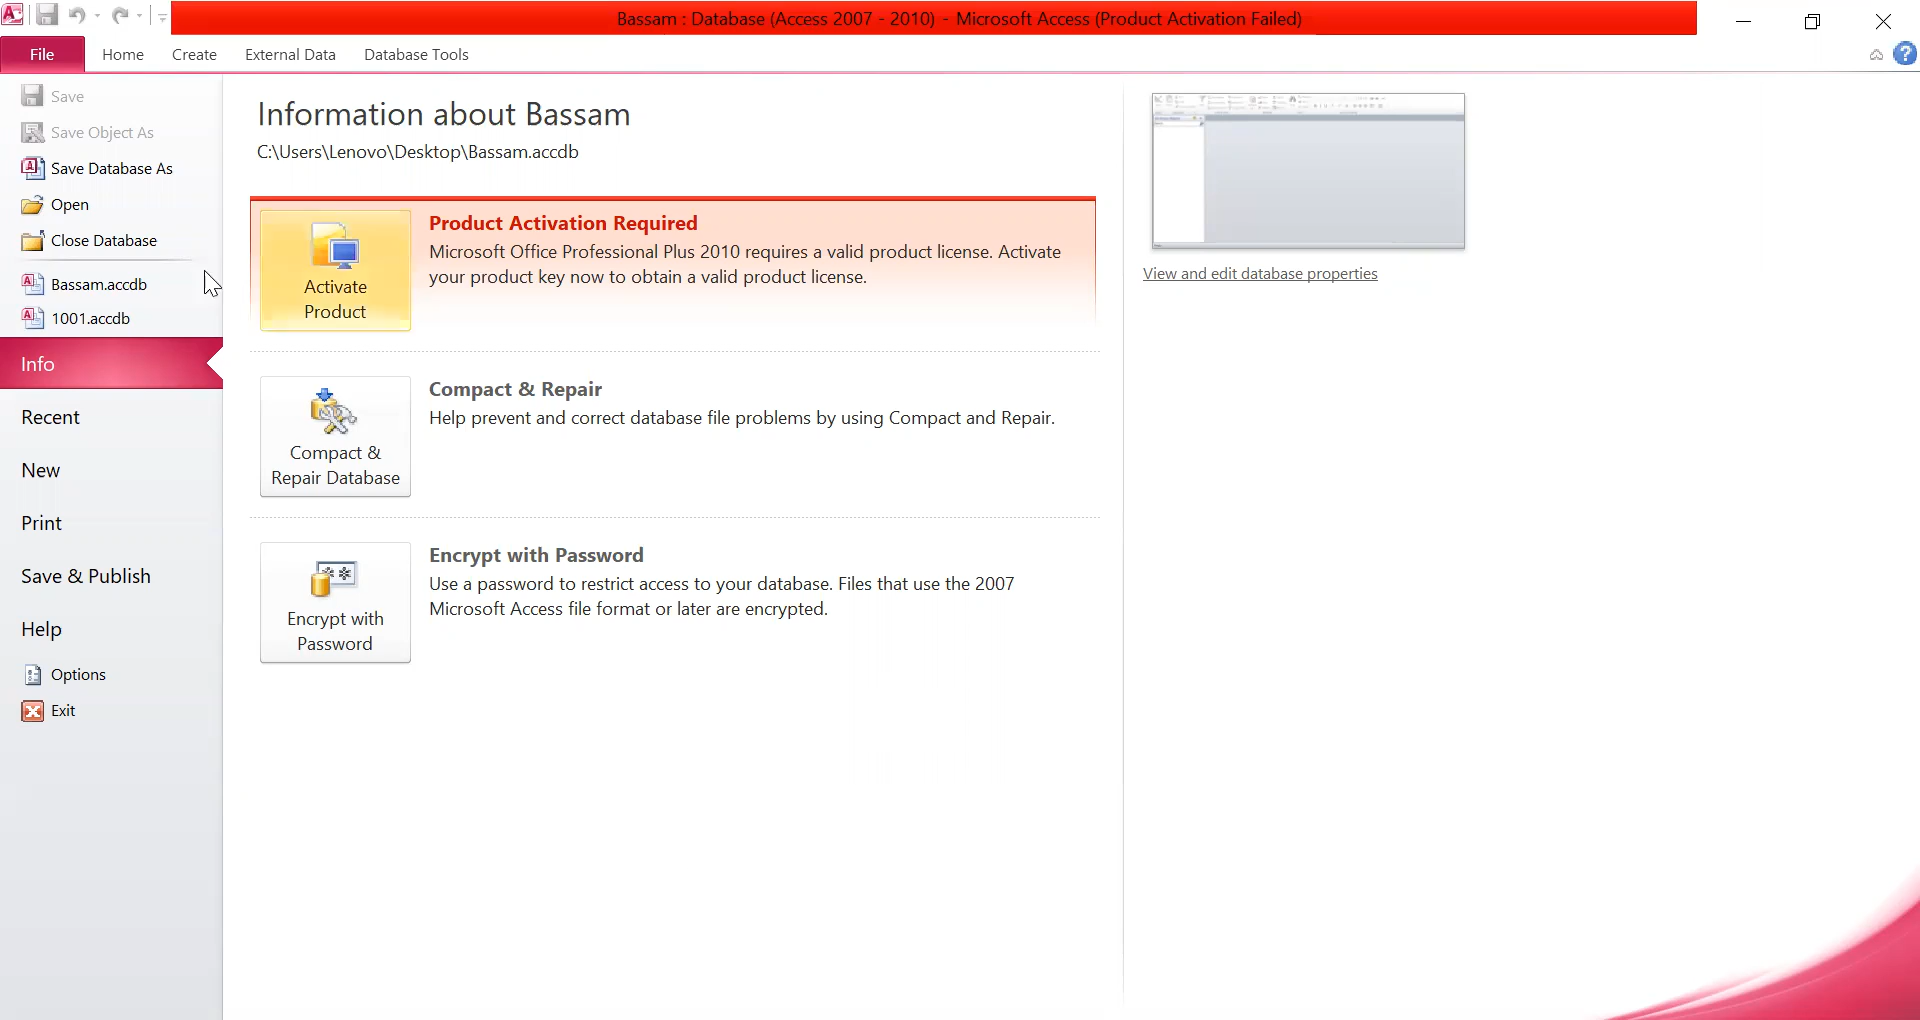 Bassam : Database (Access 2007 - 2010) - Microsoft Access (Product Activation Failed)
File Home Create External Data Database Tools
Save
Save Object As
Save Database As
Open
Close Database
Bassam.accdb
1001.accdb
Info
Recent
New
Print
Save & Publish
Help
Options
Exit
Information about Bassam
C:\Users\Lenovo\Desktop\Bassam.accdb
Activate
Product
Product Activation Required
Microsoft Office Professional Plus 2010 requires a valid product license. Activate
your product key now to obtain a valid product license.
Compact &
Repair Database
Compact & Repair
Help prevent and correct database file problems by using Compact and Repair.
Encrypt with
Password
Encrypt with Password
Use a password to restrict access to your database. Files that use the 2007
Microsoft Access file format or later are encrypted.
View and edit database properties